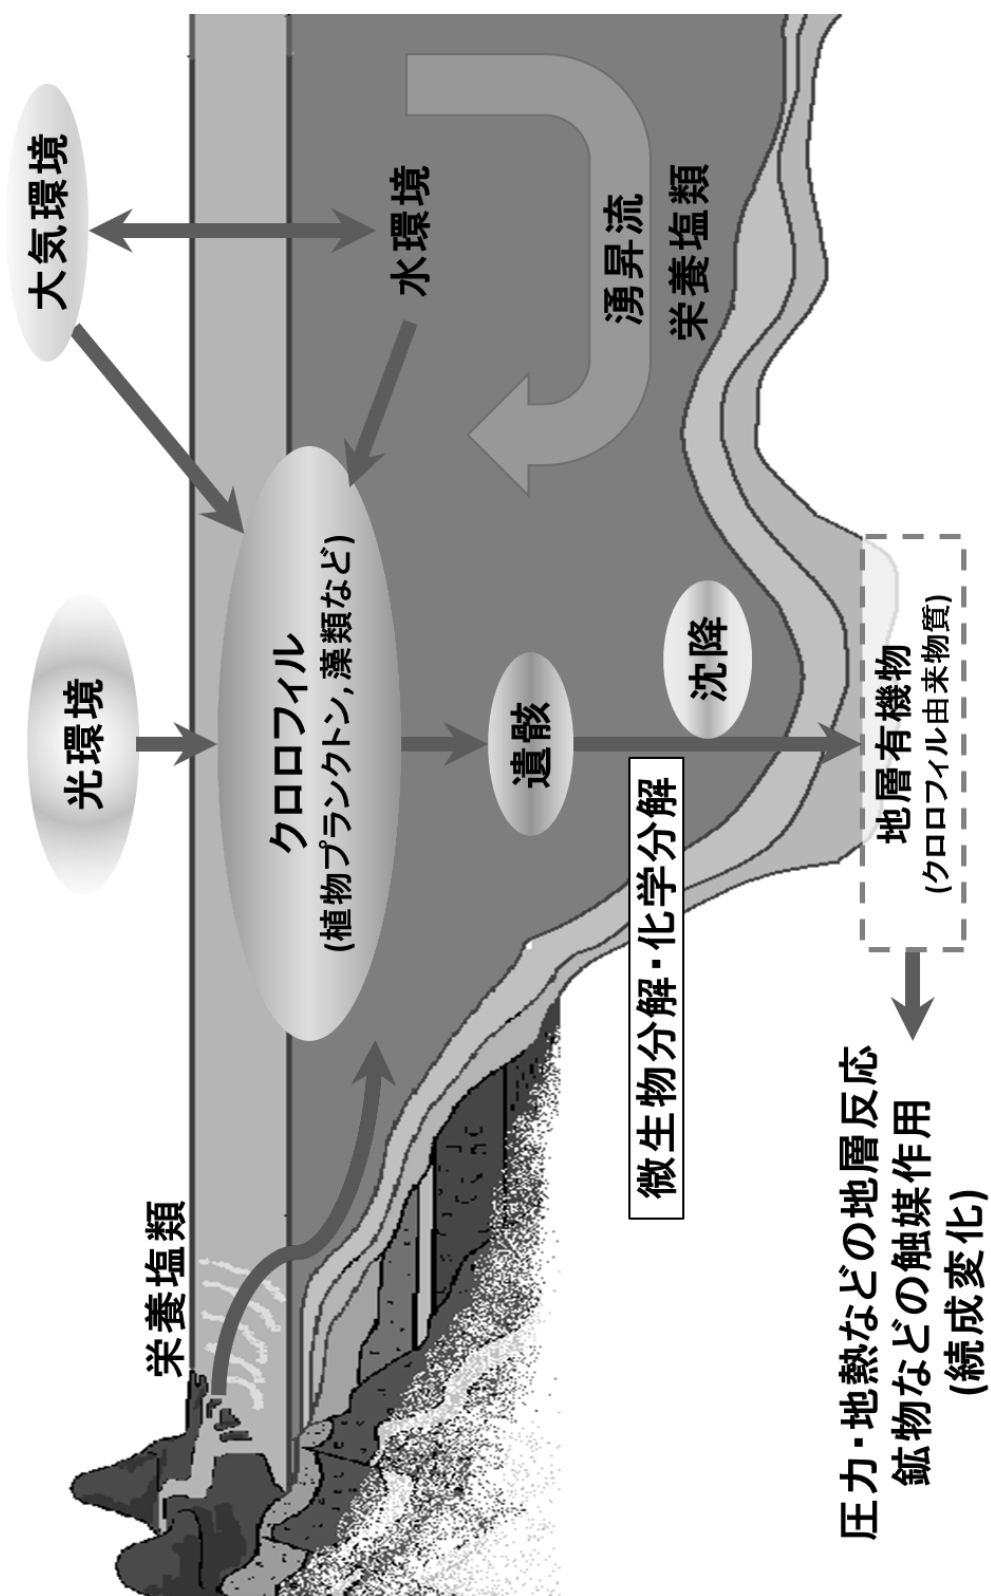 大気環境
光環境
水環境
クロロフィル
(植物プランクトン,藻類など)
栄養塩類
湧昇流
栄養塩類
遺骸
沈降
微生物分解・化学分解
地層有機物
(クロロフィル由来物質)
圧力・地熱などの地層反応
鉱物などの触媒作用
(続成変化)